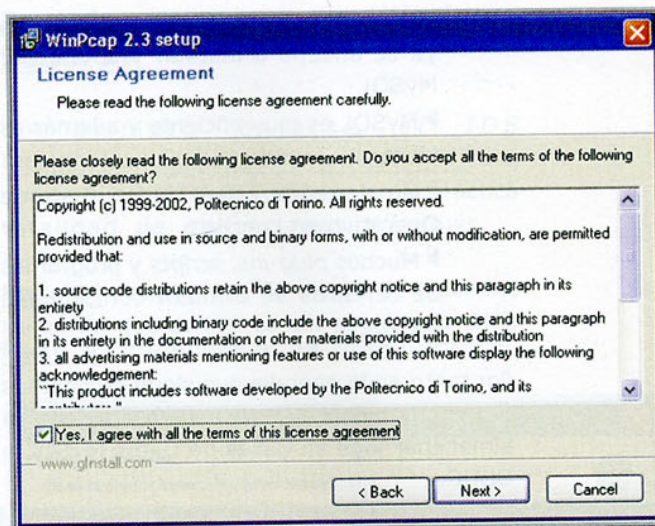 WinPcap 2.3 setup
License Agreement
Please read the following license agreement carefully.
Please closely read the following license agreement. Do you accept all the terms of the following
license agreement?
Copyright (c) 1999-2002, Politecnico di Torino. All rights reserved.
Redistribution and use in source and binary forms, with or without modification, are permitted
provided that:
1. source code distributions retain the above copyright notice and this paragraph in its
entirety
2. distributions including binary code include the above copyright notice and this paragraph
in its entirety in the documentation or other materials provided with the distribution
3. all advertising materials mentioning features or use of this software display the following
acknowledgement:
``This product includes software developed by the Politecnico di Torino, and its
Yes, I agree with all the terms of this license agreement
www.gInstall.com
< Back
Next >
Cancel